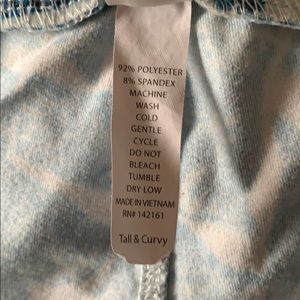 92% POLYESTER
8% SPANDEX
MACHINE
WASH
COLD
GENTLE
CYCLE
DO NOT
BLEACH
TUMBLE
DRY LOW
MADE IN VIETNAM
RN# 142161
Tall & Curvy